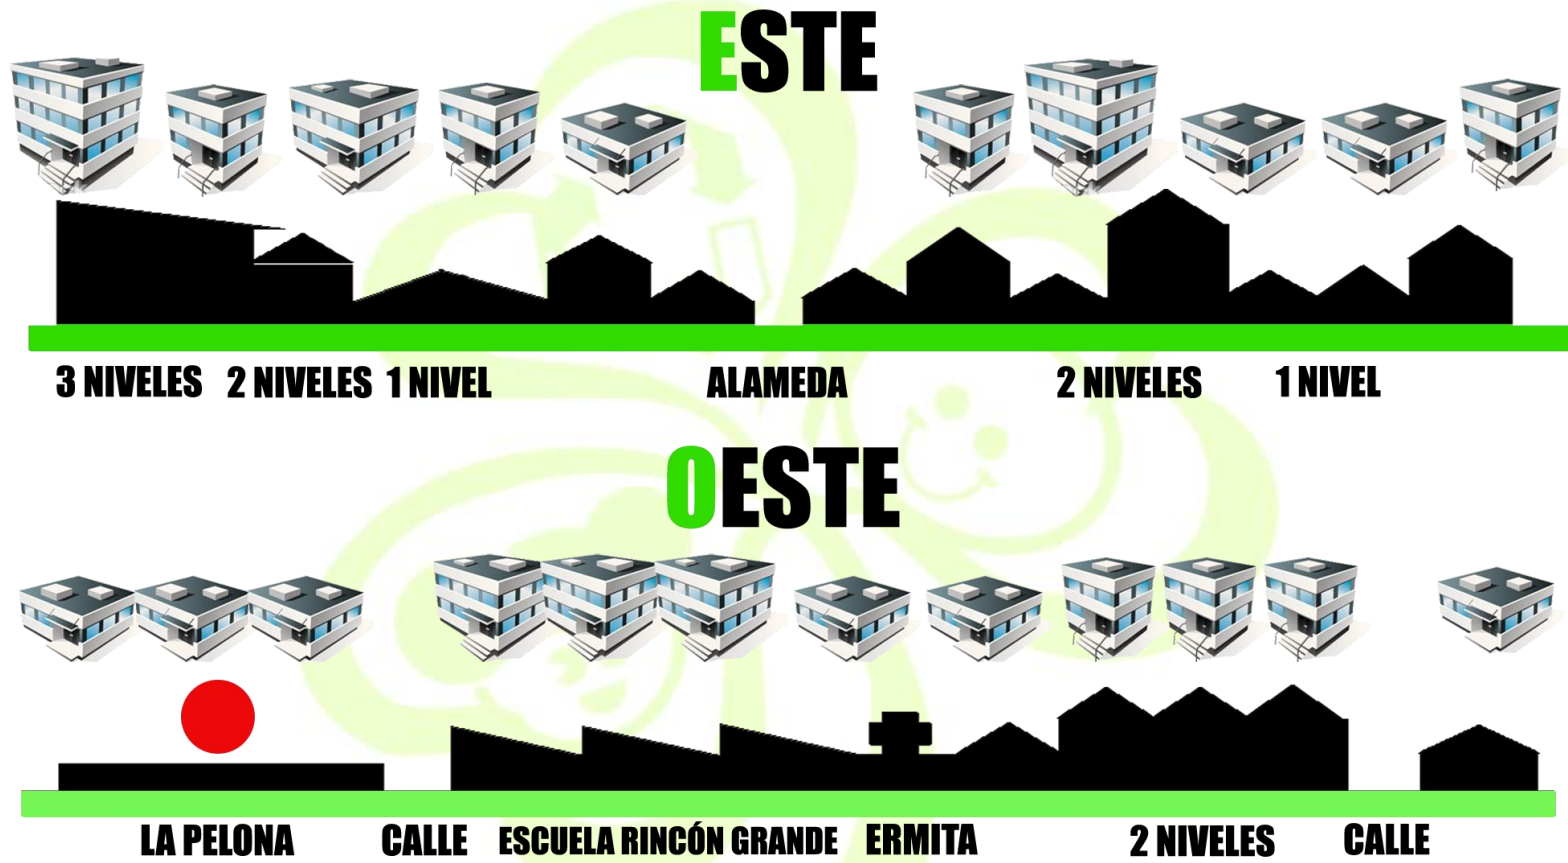 ESTE
3 NIVELES 2 NIVELES 1 NIVEL ALAMEDA 2 NIVELES 1 NIVEL
OESTE
LA PELONA CALLE ESCUELA RINCÓN GRANDE ERMITA 2 NIVELES CALLE